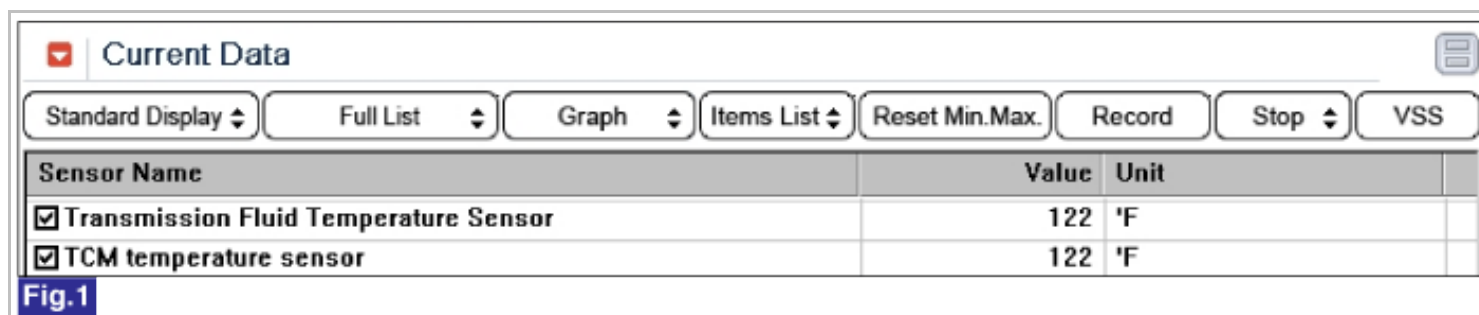 Current Data
Standard Display Full List Graph Items List Reset Min.Max. Record Stop VSS
Sensor Name Value Unit
Transmission Fluid Temperature Sensor 122 'F
TCM temperature sensor 122 'F
Fig.1